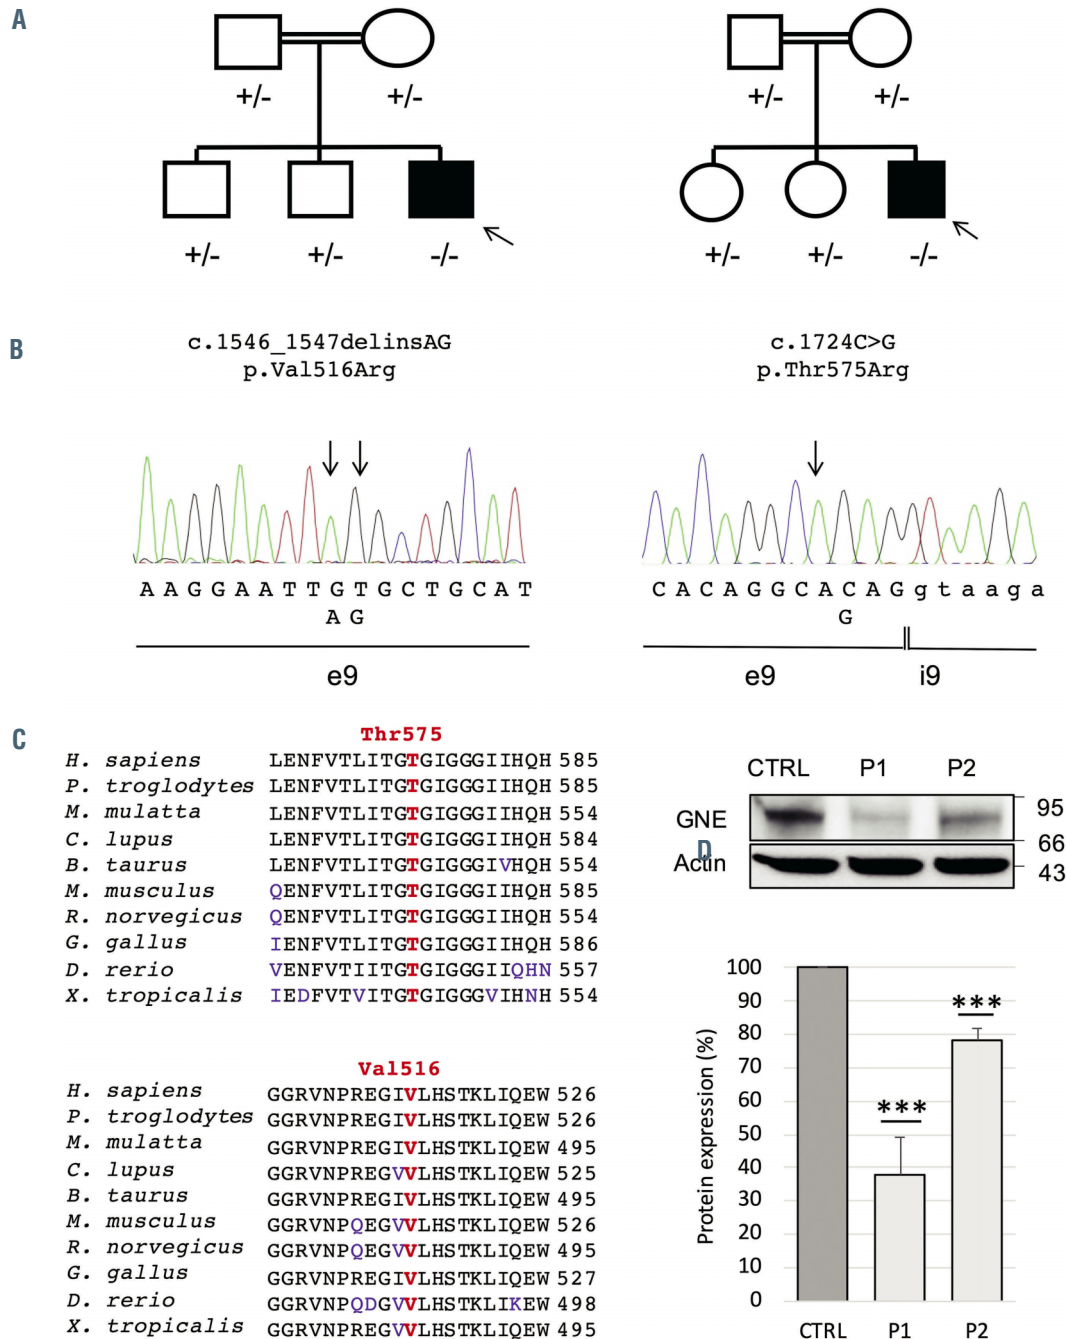 A
+/-
+/-
+/-
+/-
+/-
+/-
-/-
+/-
+/-
-/-
B
c.1546_1547delinsAG
p.Val516Arg
c.1724C>G
p.Thr575Arg
A A G G A A T T G T G C T G C A T
A G
e9
C A C A G G C A C A G g t a a g a
G
e9
i9
C
Thr575
H. sapiens LENFVTLITGTGIGGGIIHQH 585
P. troglodytes LENFVTLITGTGIGGGIIHQH 585
M. mulatta LENFVTLITGTGIGGGIIHQH 554
C. lupus LENFVTLITGTGIGGGIIHQH 584
B. taurus LENFVTLITGTGIGGGIVHQH 554
M. musculus QENFVTLITGTGIGGGIIHQH 585
R. norvegicus QENFVTLITGTGIGGGIIHQH 554
G. gallus IENFVTLITGTGIGGGIIHQH 586
D. rerio VENFVTIITGTGIGGGIIQHN 557
X. tropicalis IEDFVTVITGTGIGGGVIHNH 554
Val516
H. sapiens GGRVNPREGIVLHSTKLIQEW 526
P. troglodytes GGRVNPREGIVLHSTKLIQEW 526
M. mulatta GGRVNPREGIVLHSTKLIQEW 495
C. lupus GGRVNPREGVVLHSTKLIQEW 525
B. taurus GGRVNPREGIVLHSTKLIQEW 495
M. musculus GGRVNPQEGVVLHSTKLIQEW 526
R. norvegicus GGRVNPQEGVVLHSTKLIQEW 495
G. gallus GGRVNPREGIVLHSTKLIQEW 527
D. rerio GGRVNPQDGVVLHSTKLIKEW 498
X. tropicalis GGRVNPREGVVLHSTKLIQEW 495
D
CTRL P1 P2
GNE
Actin
95
66
43
Protein expression (%)
100
90
80
70
60
50
40
30
20
10
0
***
***
CTRL P1 P2